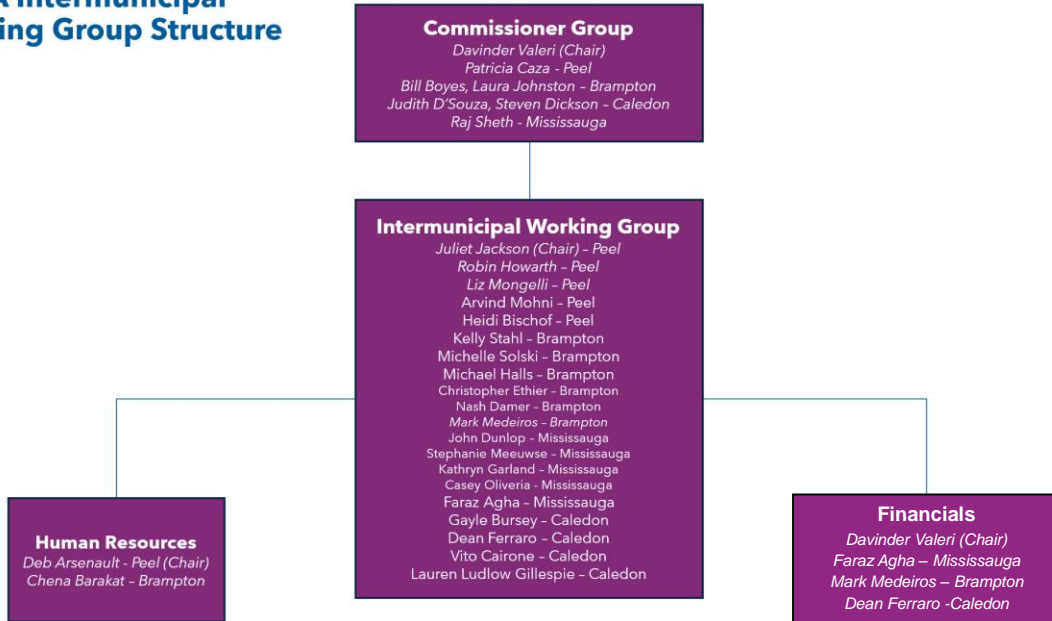 Intermunicipal
ing Group Structure
Commissioner Group
Davinder Valeri (Chair)
Patricia Caza - Peel
Bill Boyes, Laura Johnston – Brampton
Judith D'Souza, Steven Dickson – Caledon
Raj Sheth - Mississauga
Intermunicipal Working Group
Juliet Jackson (Chair) – Peel
Robin Howarth – Peel
Liz Mongelli – Peel
Arvind Mohni – Peel
Heidi Bischof – Peel
Kelly Stahl – Brampton
Michelle Solski – Brampton
Michael Halls – Brampton
Christopher Ethier – Brampton
Nash Damer – Brampton
Mark Medeiros – Brampton
John Dunlop – Mississauga
Stephanie Meeuwse – Mississauga
Kathryn Garland – Mississauga
Casey Oliveria - Mississauga
Faraz Agha – Mississauga
Gayle Bursey – Caledon
Dean Ferraro – Caledon
Vito Cairone – Caledon
Lauren Ludlow Gillespie – Caledon
Human Resources
Deb Arsenault - Peel (Chair)
Chena Barakat – Brampton
Financials
Davinder Valeri (Chair)
Faraz Agha – Mississauga
Mark Medeiros – Brampton
Dean Ferraro -Caledon